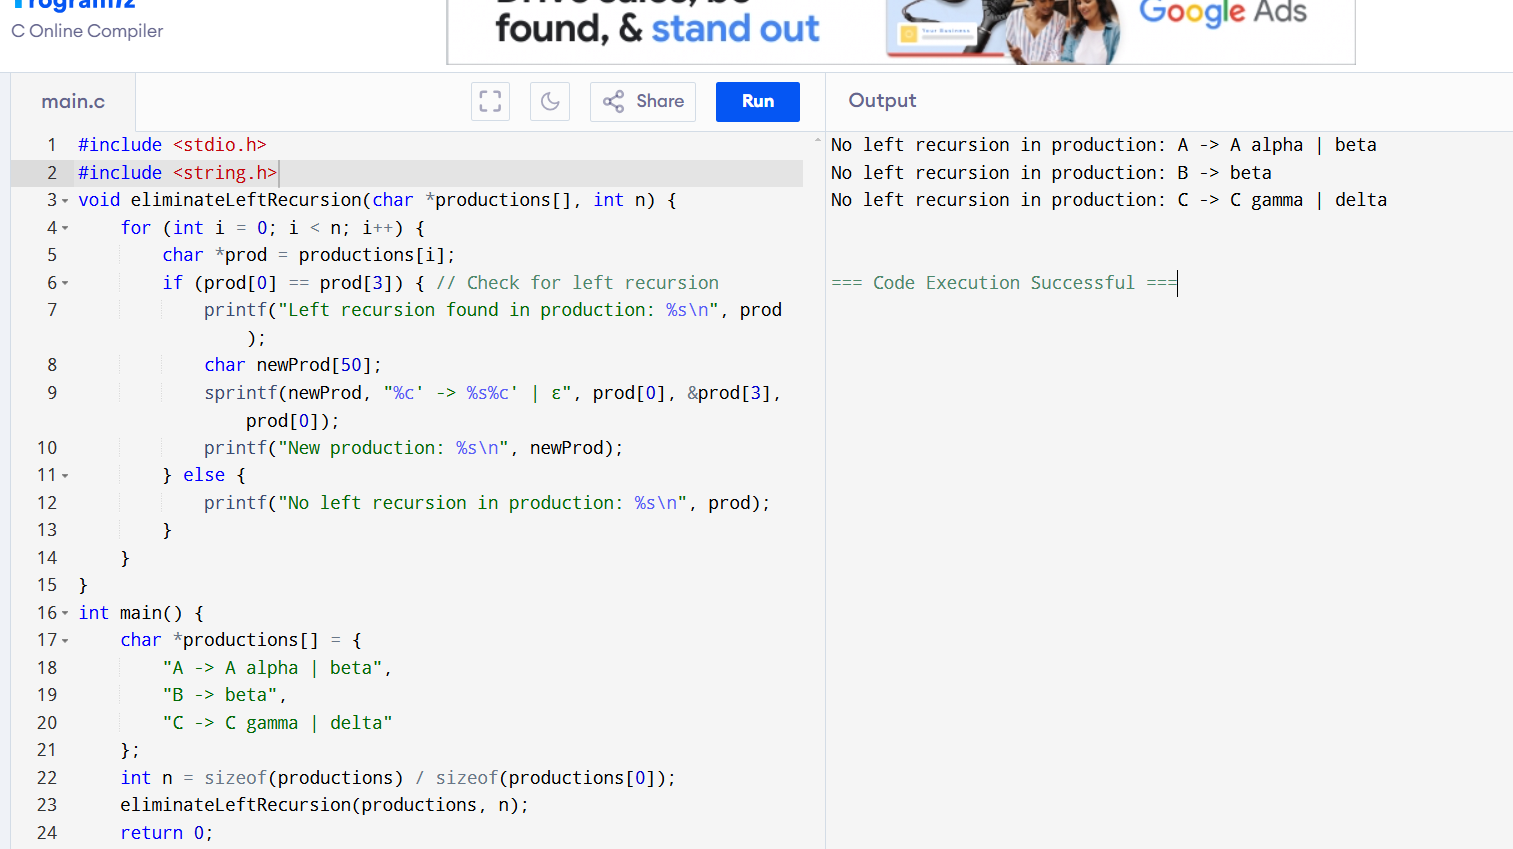 Programiz
C Online Compiler
Drive sales, be
found, & stand out
Your Business
Google Ads
main.c
Share
Run
Output
1 #include <stdio.h>
2 #include <string.h>
3 void eliminateLeftRecursion(char *productions[], int n) {
4     for (int i = 0; i < n; i++) {
5         char *prod = productions[i];
6         if (prod[0] == prod[3]) { // Check for left recursion
7             printf("Left recursion found in production: %s\n", prod
                );
8             char newProd[50];
9             sprintf(newProd, "%c' -> %s%c' | ε", prod[0], &prod[3],
                prod[0]);
10             printf("New production: %s\n", newProd);
11         } else {
12             printf("No left recursion in production: %s\n", prod);
13         }
14     }
15 }
16 int main() {
17     char *productions[] = {
18         "A -> A alpha | beta",
19         "B -> beta",
20         "C -> C gamma | delta"
21     };
22     int n = sizeof(productions) / sizeof(productions[0]);
23     eliminateLeftRecursion(productions, n);
24     return 0;
No left recursion in production: A -> A alpha | beta
No left recursion in production: B -> beta
No left recursion in production: C -> C gamma | delta
=== Code Execution Successful ===